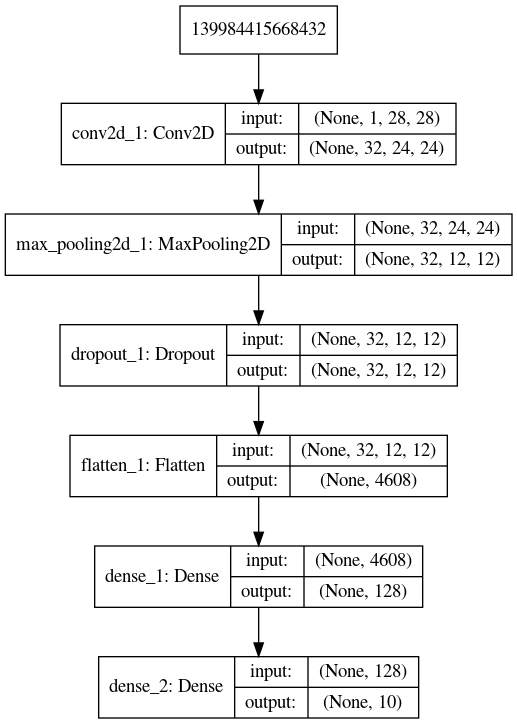 139984415668432
conv2d_1: Conv2D
input: (None, 1, 28, 28)
output: (None, 32, 24, 24)
max_pooling2d_1: MaxPooling2D
input: (None, 32, 24, 24)
output: (None, 32, 12, 12)
dropout_1: Dropout
input: (None, 32, 12, 12)
output: (None, 32, 12, 12)
flatten_1: Flatten
input: (None, 32, 12, 12)
output: (None, 4608)
dense_1: Dense
input: (None, 4608)
output: (None, 128)
dense_2: Dense
input: (None, 128)
output: (None, 10)